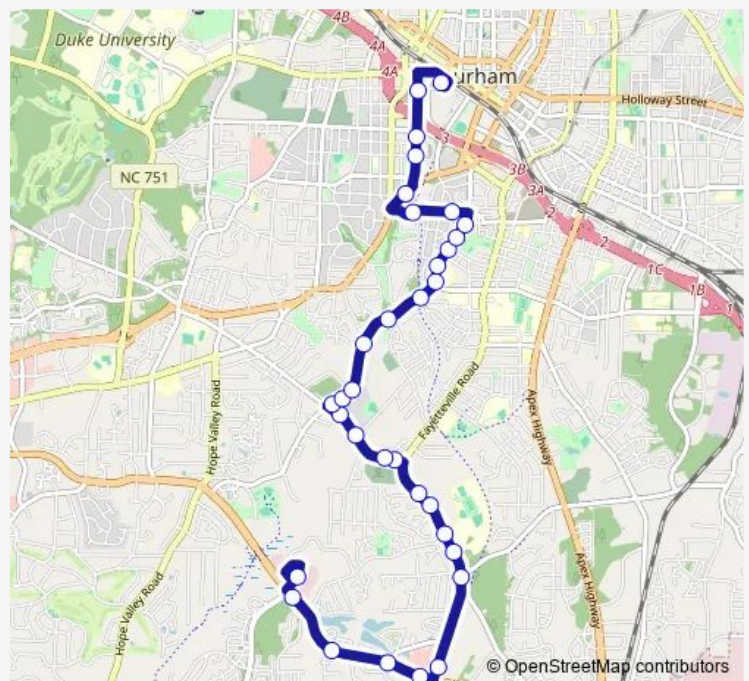 4B
Duke University
4A
4A
urham
Holloway Street
3
3B
NC 751
3A
2
2
1C
1B
1
Fayetteville Road
Hope Valley Road
Apex Highway
Apex Highway
Hope Valley Road
© OpenStreetMap contributors